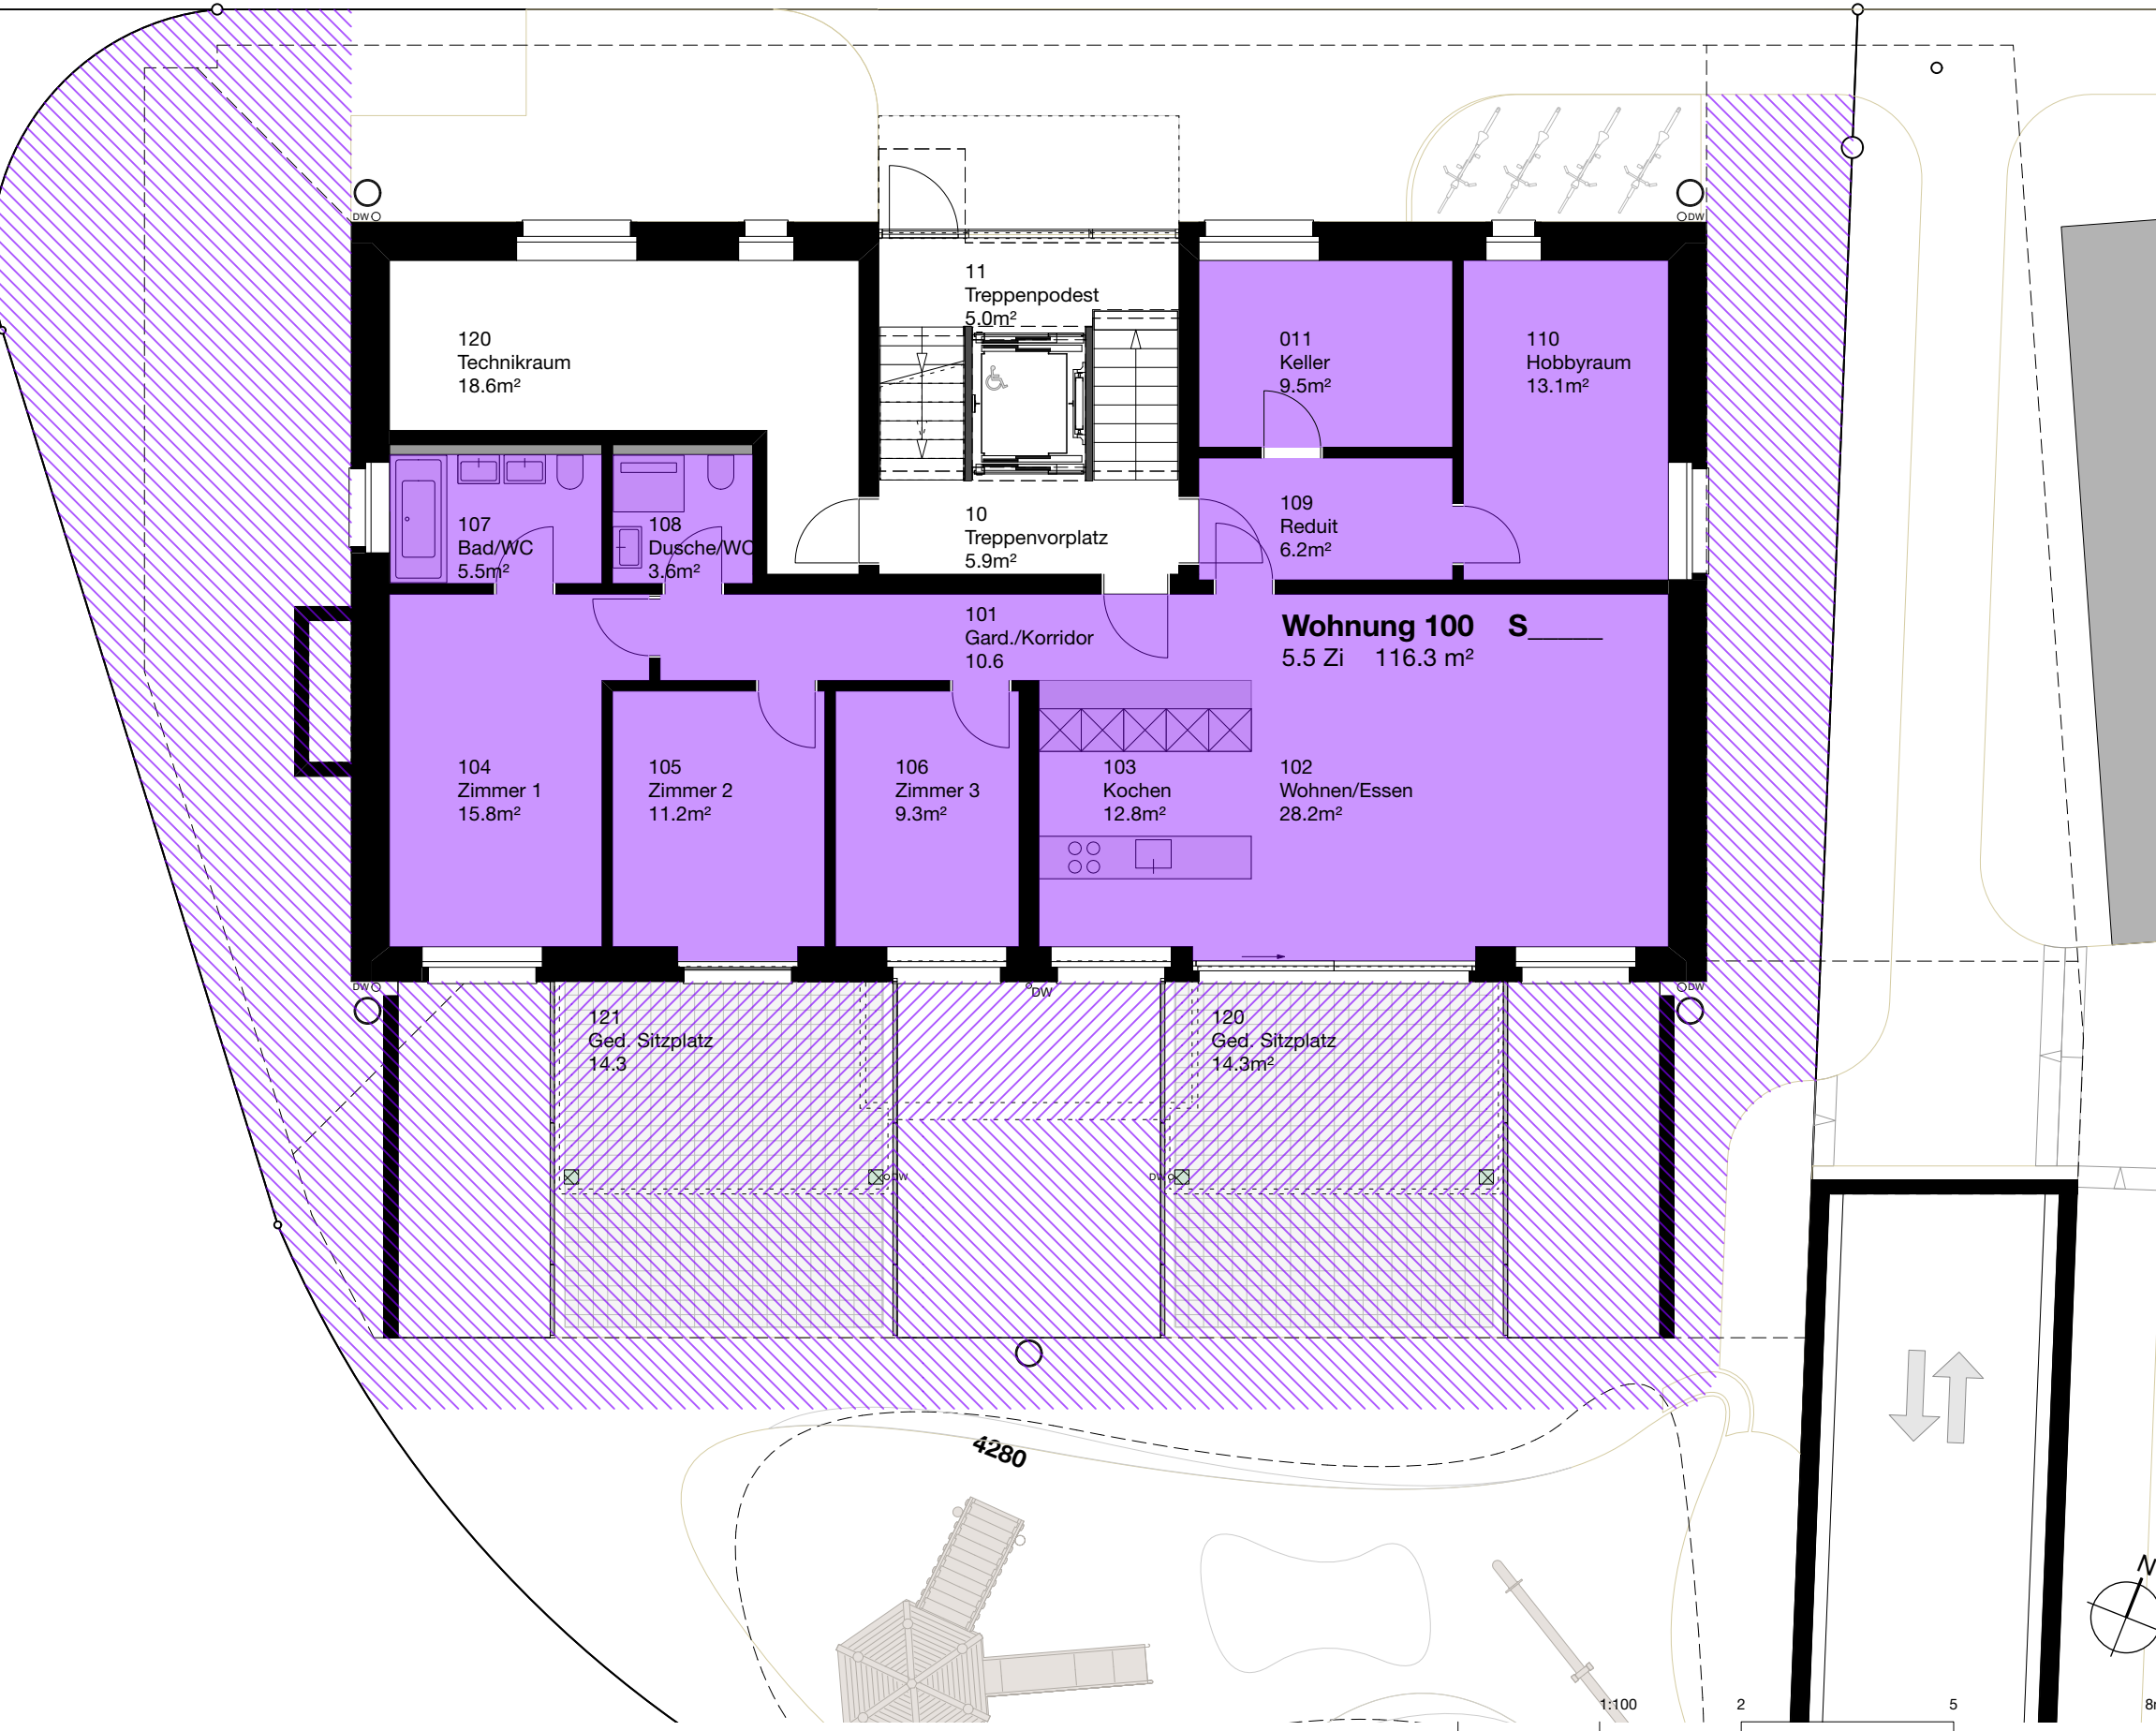 DW
DW
11
Treppenpodest
5.0m²
120
Technikraum
18.6m²
011
Keller
9.5m²
110
Hobbyraum
13.1m²
107
Bad/WC
5.5m²
108
Dusche/WC
3.6m²
10
Treppenvorplatz
5.9m²
109
Reduit
6.2m²
101
Gard./Korridor
10.6
Wohnung 100 S_____
5.5 Zi 116.3 m²
104
Zimmer 1
15.8m²
105
Zimmer 2
11.2m²
106
Zimmer 3
9.3m²
103
Kochen
12.8m²
102
Wohnen/Essen
28.2m²
DW
DW
DW
121
Ged. Sitzplatz
14.3
120
Ged. Sitzplatz
14.3m²
DW
DW
4280
N
1:100 2 5